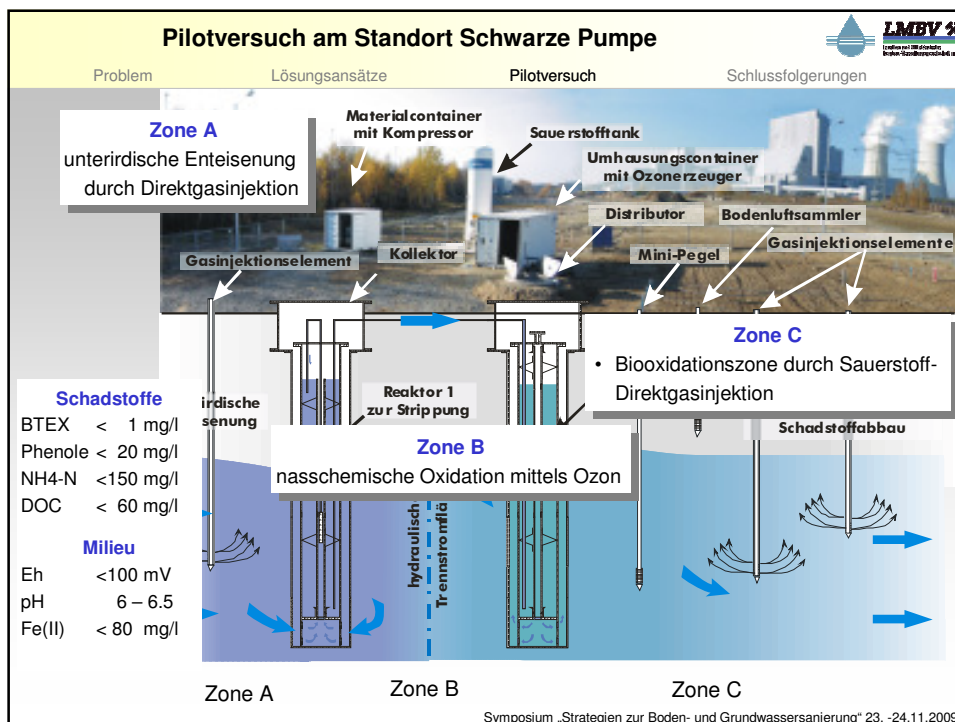 Pilotversuch am Standort Schwarze Pumpe
LMBV
Problem
Lösungsansätze
Pilotversuch
Schlussfolgerungen
Zone A
unterirdische Enteisenung
durch Direktgasinjektion
Materialcontainer
mit Kompressor
Sauerstofftank
Umhausungscontainer
mit Ozonerzeuger
Distributor
Bodenluftsammler
Gasinjektionselement
Kollektor
Mini-Pegel
Gasinjektionselemente
Zone C
• Biooxidationszone durch Sauerstoff-
Direktgasinjektion
Schadstoffe
BTEX < 1 mg/l
Phenole < 20 mg/l
NH4-N <150 mg/l
DOC < 60 mg/l
Milieu
Eh <100 mV
pH 6 – 6.5
Fe(II) < 80 mg/l
irdische
senung
Reaktor 1
zur Strippung
Zone B
nasschemische Oxidation mittels Ozon
Schadstoffabbau
hydraulische
Trennstromflä
Zone A
Zone B
Zone C
Symposium „Strategien zur Boden- und Grundwassersanierung" 23. -24.11.2009